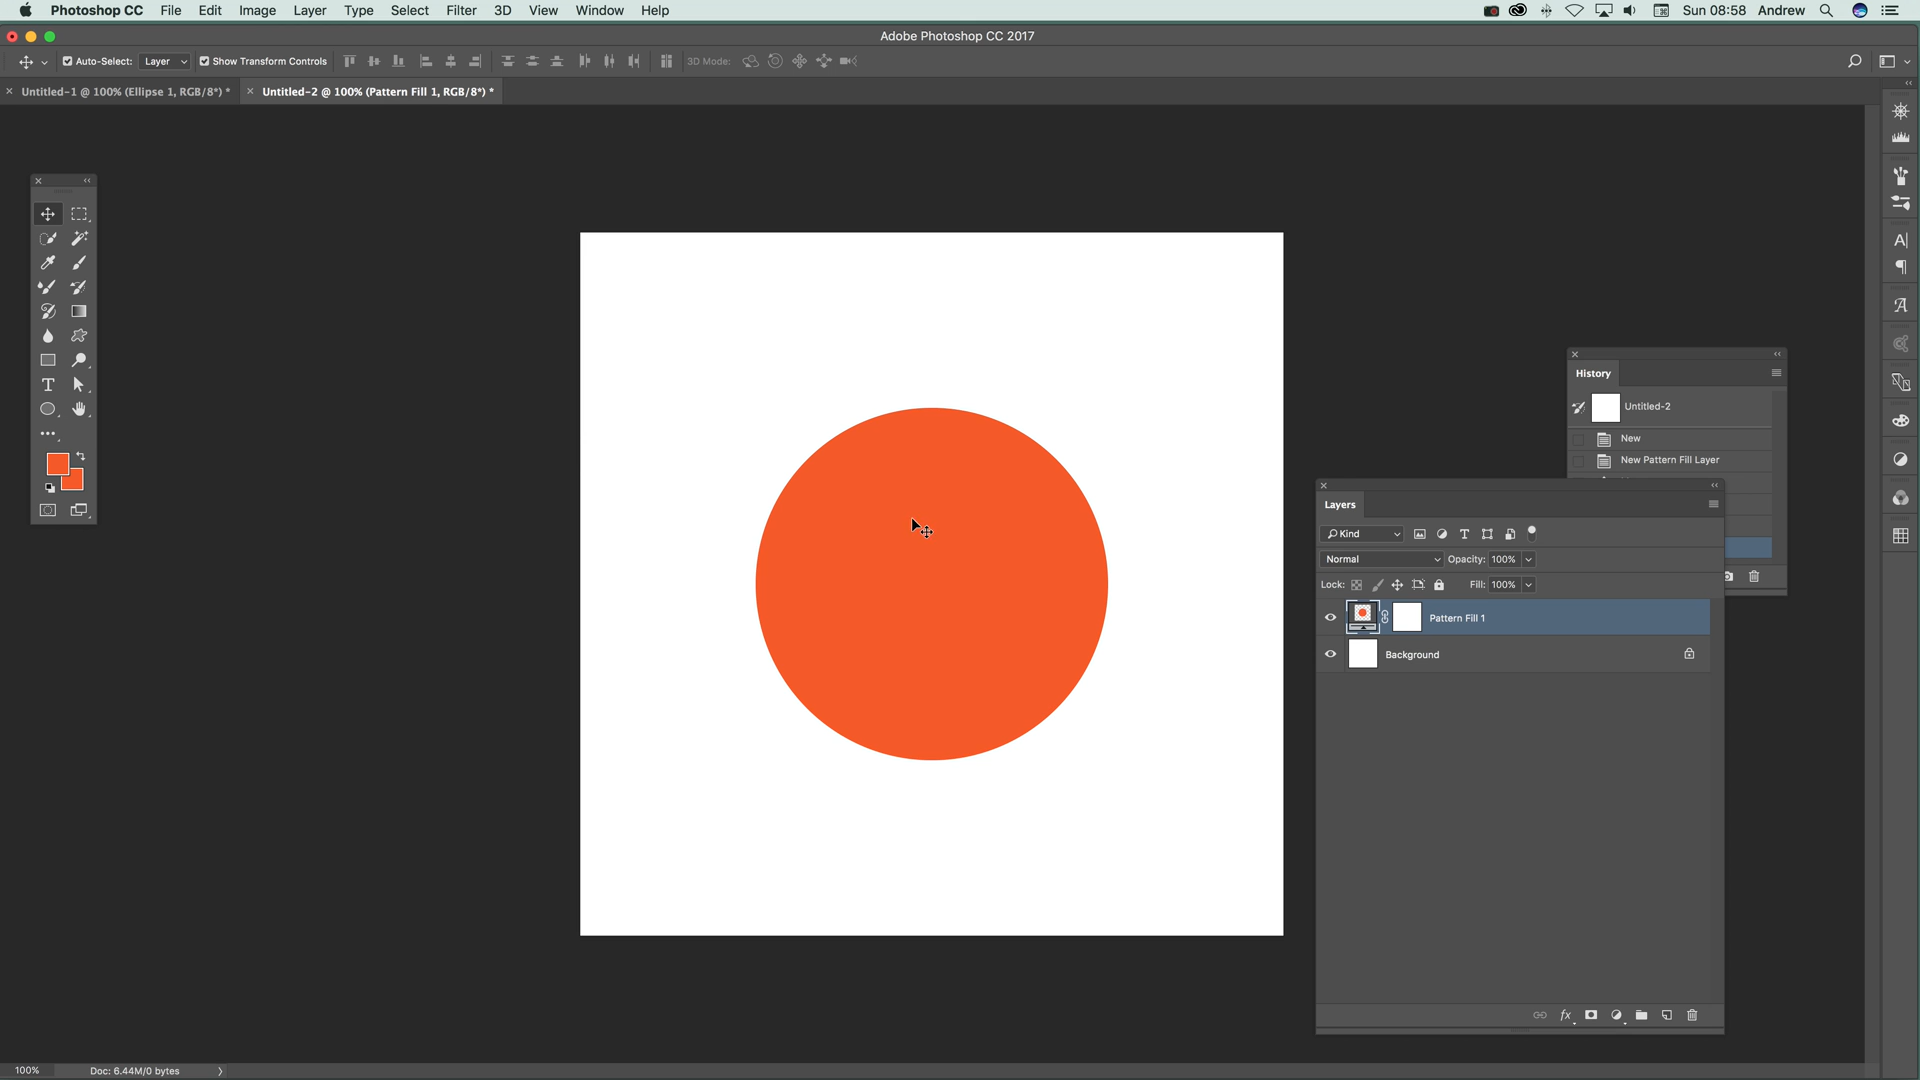 Photoshop CC File Edit Image Layer Type Select Filter 3D View Window Help Sun 08:58 Andrew
Adobe Photoshop CC 2017
Auto-Select: Layer Show Transform Controls 3D Mode:
Untitled-1 @ 100% (Ellipse 1, RGB/8*) * Untitled-2 @ 100% (Pattern Fill 1, RGB/8*) *
History
Untitled-2
New
New Pattern Fill Layer
Layers
Kind
Normal Opacity: 100%
Lock: Fill: 100%
Pattern Fill 1
Background
fx
100% Doc: 6.44M/0 bytes